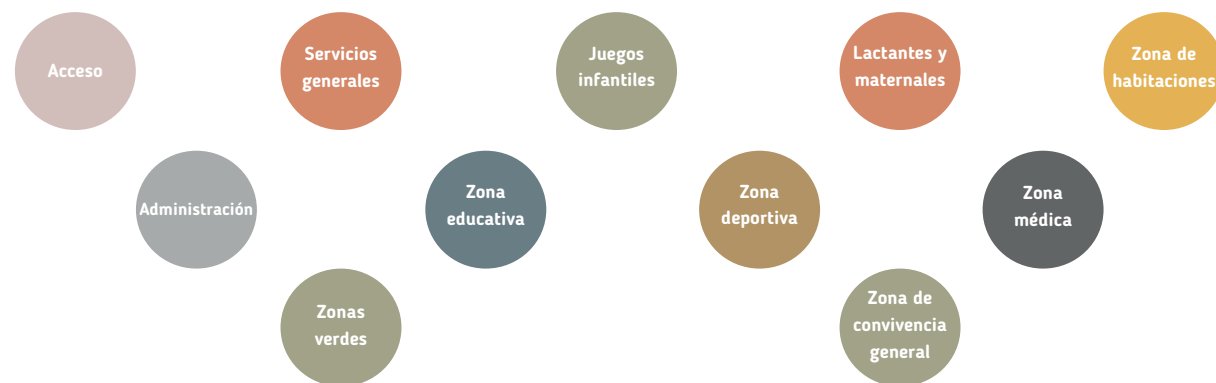 Acceso
Servicios
generales
Juegos
infantiles
Lactantes y
maternales
Zona de
habitaciones
Administración
Zona
educativa
Zona
deportiva
Zona
médica
Zonas
verdes
Zona de
convivencia
general